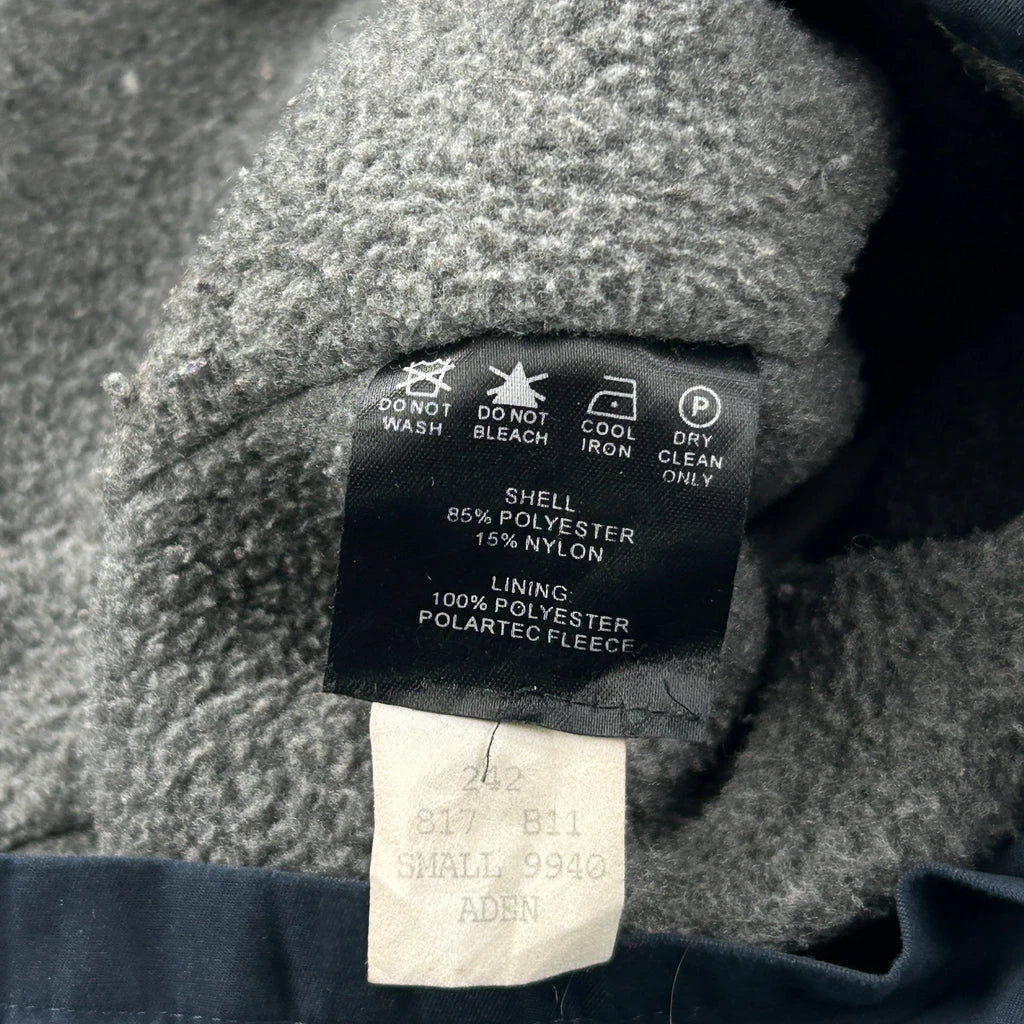 DO NOT
WASH
DO NOT
BLEACH
COOL
IRON
P
DRY
CLEAN
ONLY
SHELL
85% POLYESTER
15% NYLON
LINING:
100% POLYESTER
POLARTEC FLEECE
242
817 B11
SMALL 9940
ADEN